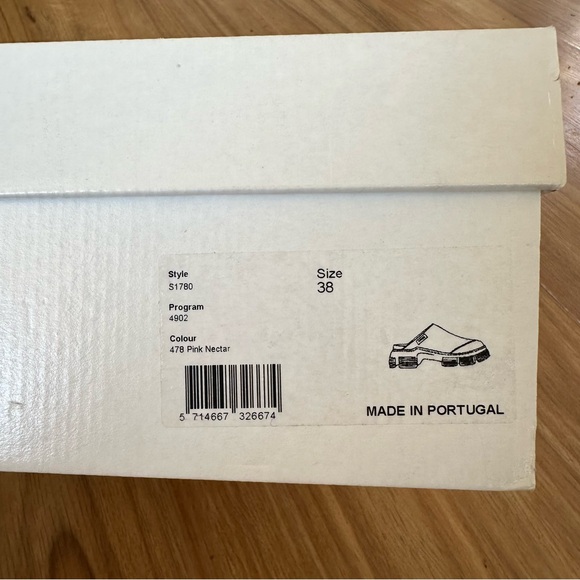 Style
S1780
Size
38
Program
4902
Colour
478 Pink Nectar
5 714667 326674
MADE IN PORTUGAL